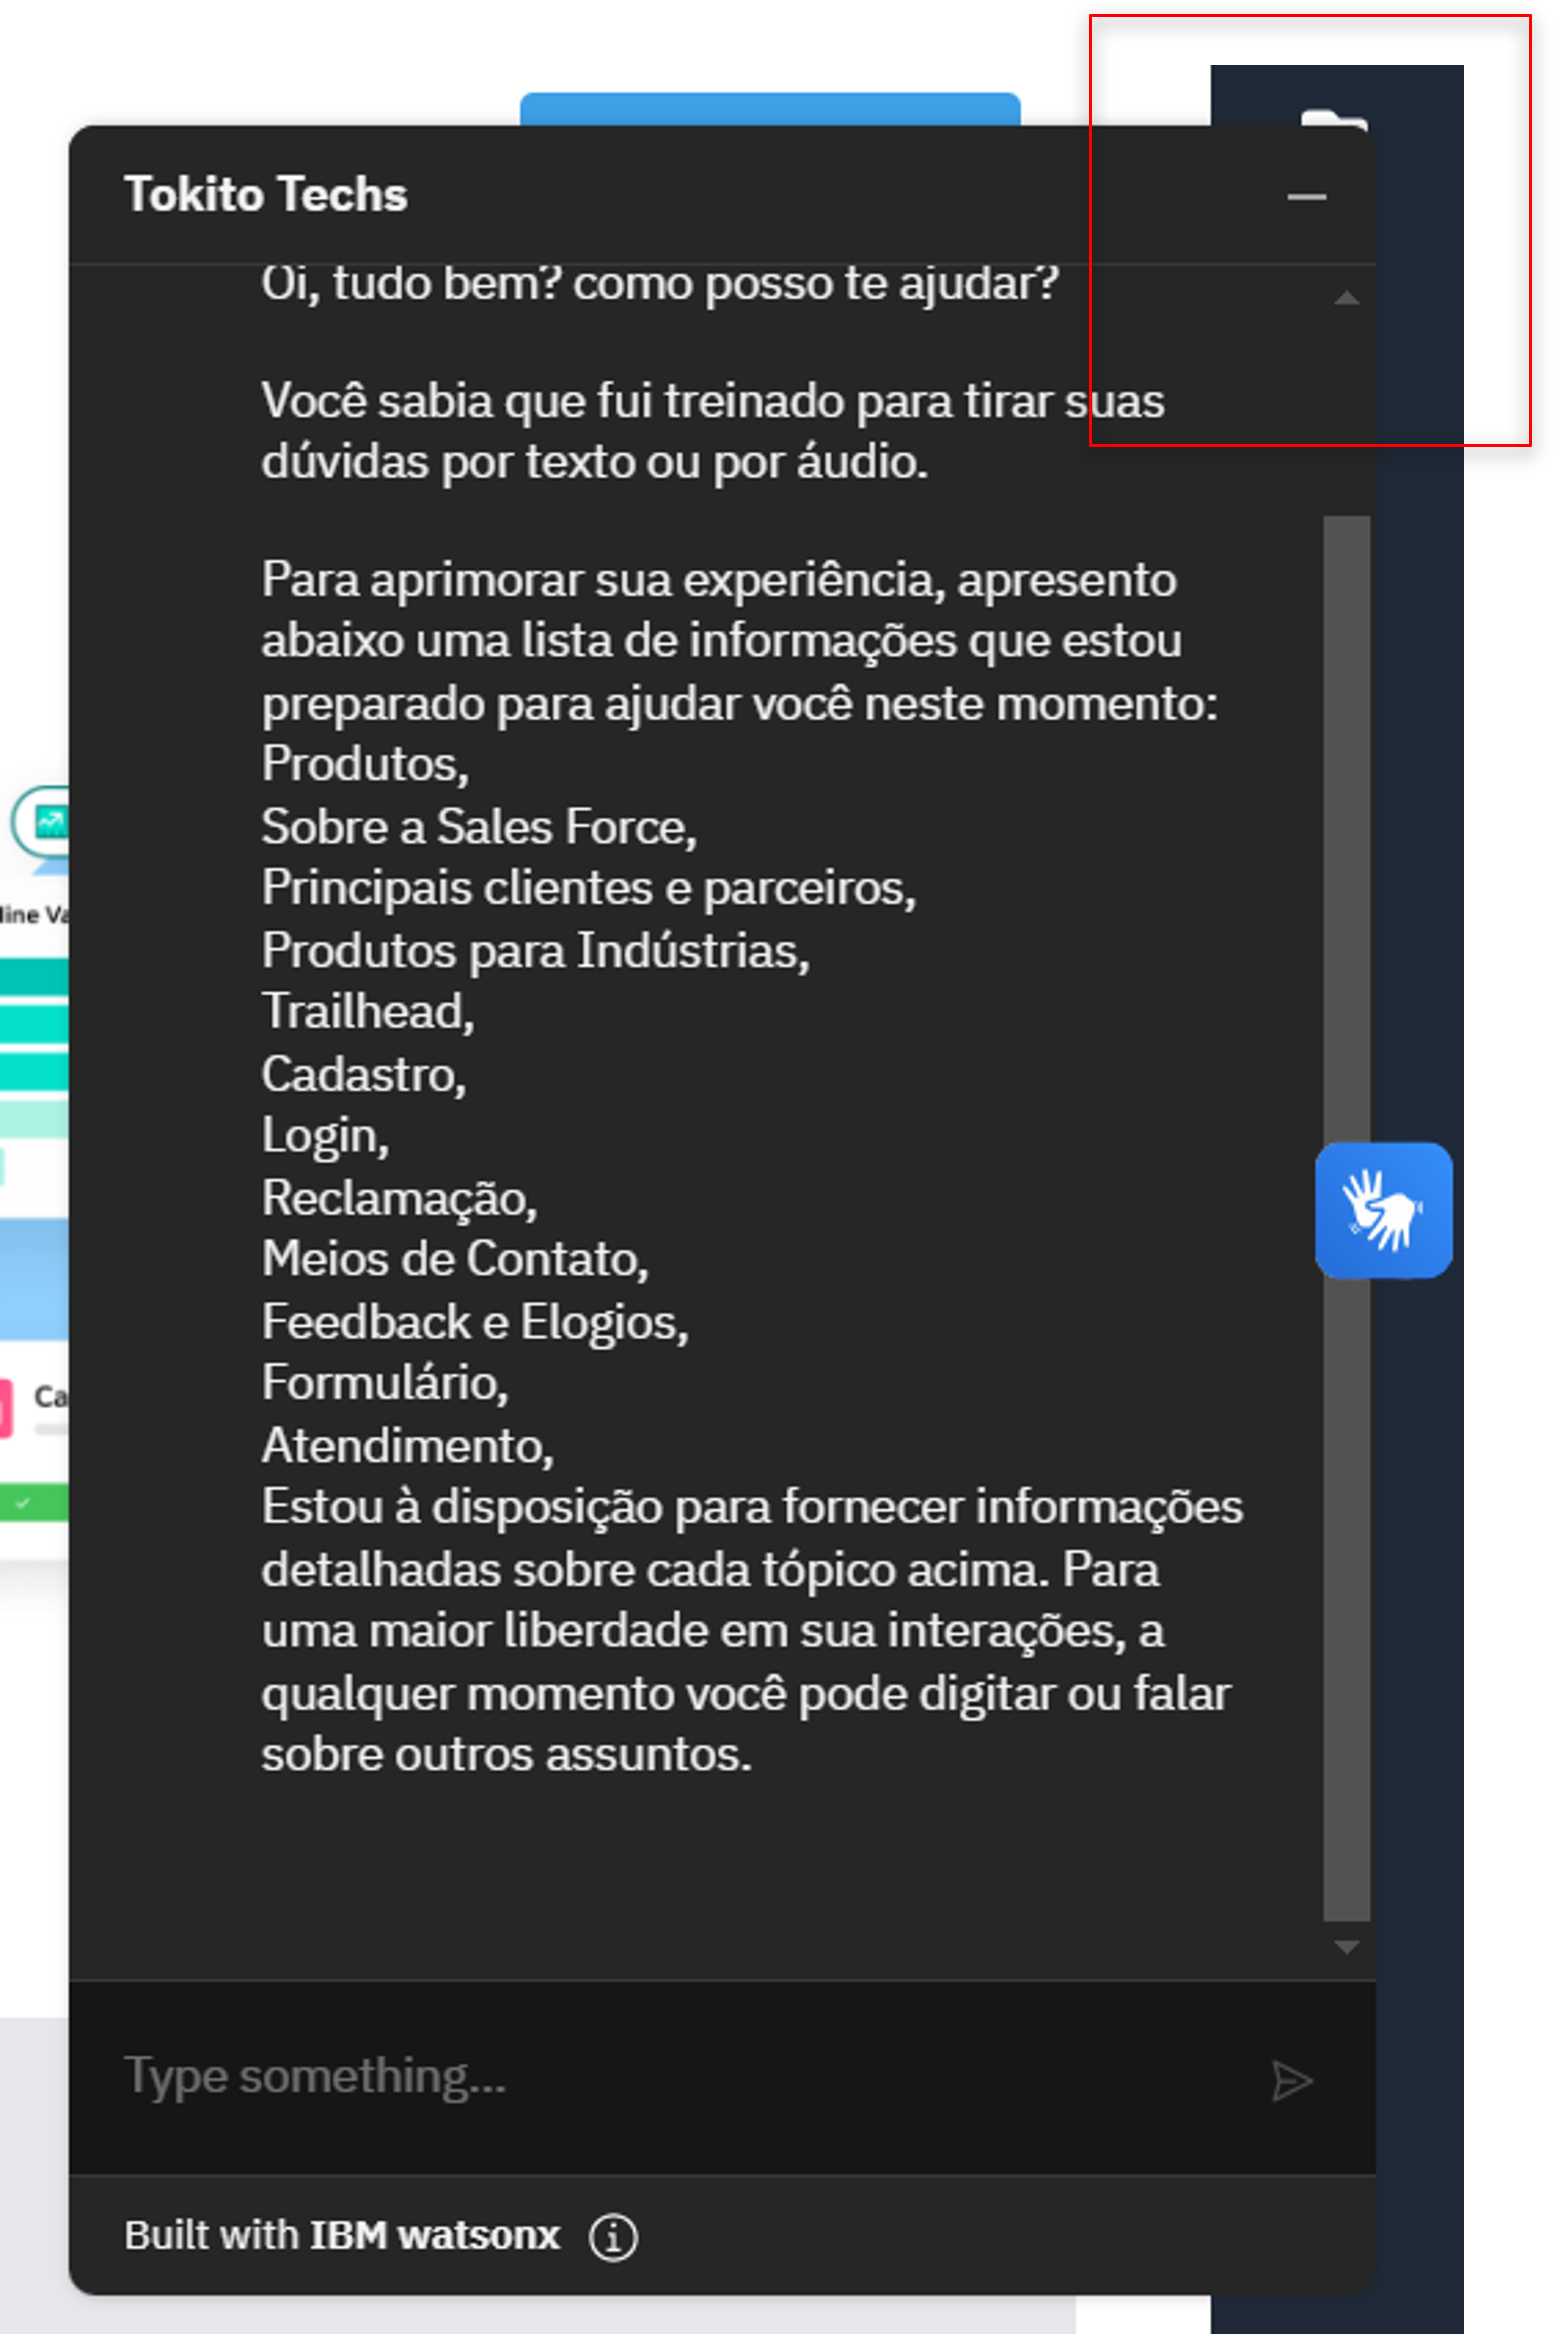 Tokito Techs
Oi, tudo bem? como posso te ajudar?
Você sabia que fui treinado para tirar suas
dúvidas por texto ou por áudio.
Para aprimorar sua experiência, apresento
abaixo uma lista de informações que estou
preparado para ajudar você neste momento:
Produtos,
Sobre a Sales Force,
Principais clientes e parceiros,
Produtos para Indústrias,
Trailhead,
Cadastro,
Login,
Reclamação,
Meios de Contato,
Feedback e Elogios,
Formulário,
Atendimento,
Estou à disposição para fornecer informações
detalhadas sobre cada tópico acima. Para
uma maior liberdade em sua interações, a
qualquer momento você pode digitar ou falar
sobre outros assuntos.
Type something...
Built with IBM watsonx